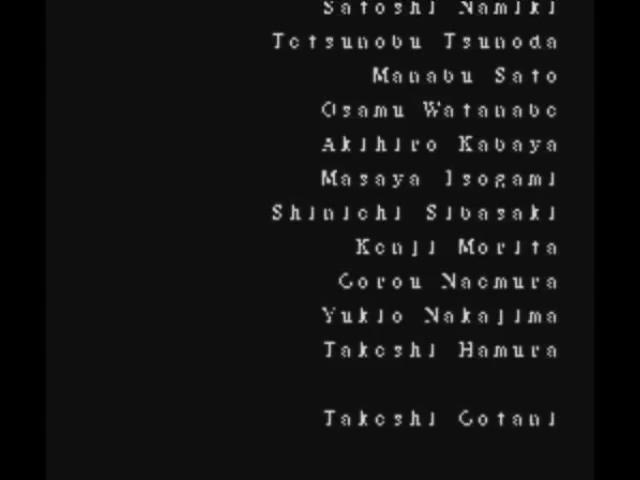 Satoshi Namiki
Tetsunobu Tsunoda
Manabu Sato
Osamu Watanabe
Akihiro Kabaya
Masaya Isogami
Shinichi Sibasaki
Kenji Morita
Gorou Naemura
Yukio Nakajima
Takeshi Hamura
Takeshi Gotani